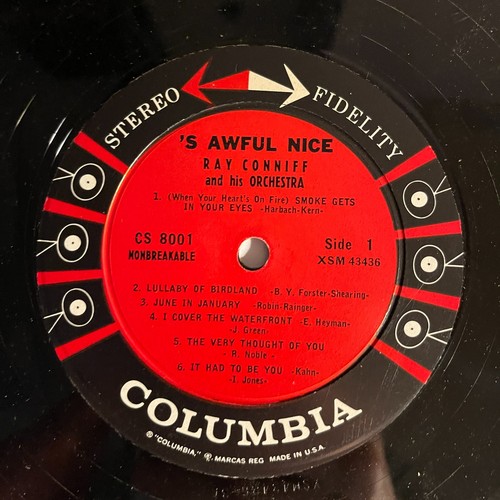 STEREO FIDELITY
'S AWFUL NICE
RAY CONNIFF
and his ORCHESTRA
1. (When Your Heart's On Fire) SMOKE GETS
IN YOUR EYES -Harbach-Kern-
CS 8001 Side 1
NONBREAKABLE XSM 43436
2. LULLABY OF BIRDLAND -B. Y. Forster-Shearing-
3. JUNE IN JANUARY -Robin-Rainger-
4. I COVER THE WATERFRONT -E. Heyman-
-J. Green-
5. THE VERY THOUGHT OF YOU
-R. Noble-
6. IT HAD TO BE YOU -Kahn-
-I. Jones-
COLUMBIA
® "COLUMBIA," Ⓟ. MARCAS REG MADE IN U.S.A.